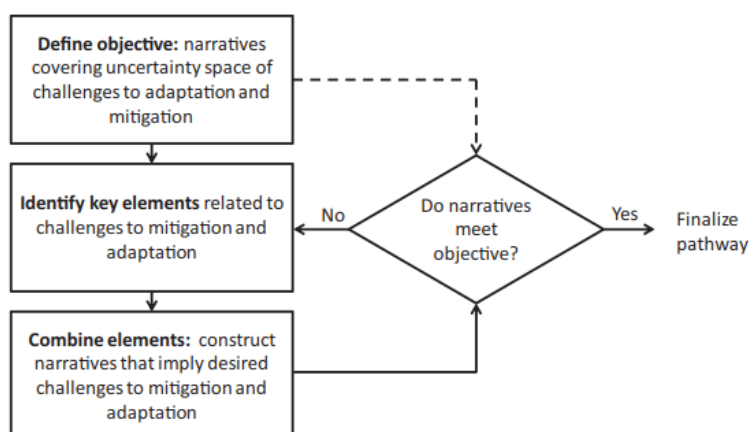 Define objective: narratives
covering uncertainty space of
challenges to adaptation and
mitigation
Identify key elements related to
challenges to mitigation and
adaptation
Combine elements: construct
narratives that imply desired
challenges to mitigation and
adaptation
No
Do narratives
meet
objective?
Yes
Finalize
pathway